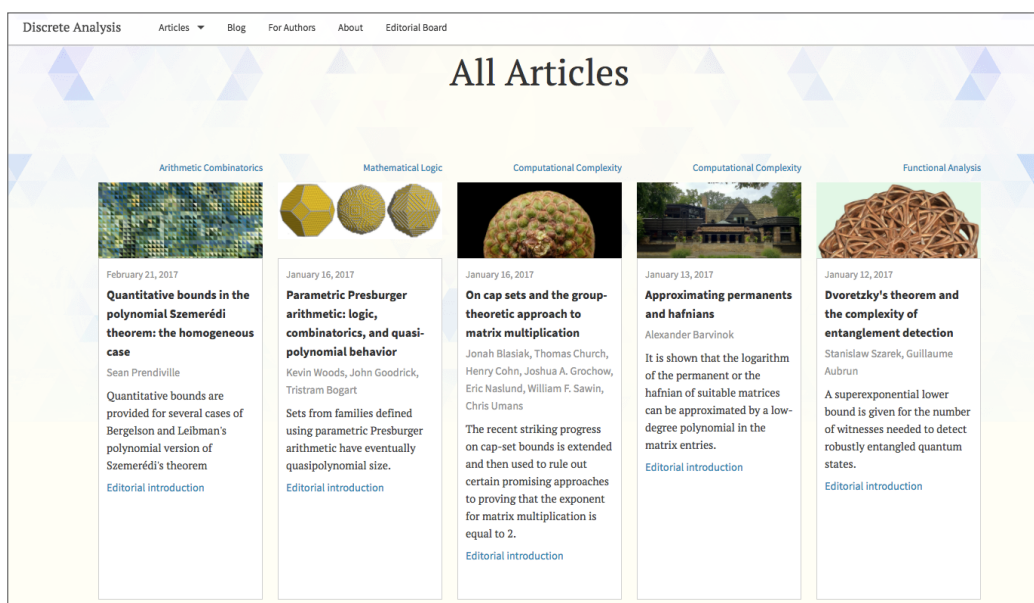 Discrete Analysis
Articles
Blog
For Authors
About
Editorial Board
All Articles
Arithmetic Combinatorics
February 21, 2017
Quantitative bounds in the
polynomial Szemerédi
theorem: the homogeneous
case
Sean Prendiville
Quantitative bounds are
provided for several cases of
Bergelson and Leibman's
polynomial version of
Szemerédi's theorem
Editorial introduction
Mathematical Logic
January 16, 2017
Parametric Presburger
arithmetic: logic,
combinatorics, and quasi-
polynomial behavior
Kevin Woods, John Goodrick,
Tristram Bogart
Sets from families defined
using parametric Presburger
arithmetic have eventually
quasipolynomial size.
Editorial introduction
Computational Complexity
January 16, 2017
On cap sets and the group-
theoretic approach to
matrix multiplication
Jonah Blasiak, Thomas Church,
Henry Cohn, Joshua A. Grochow,
Eric Naslund, William F. Sawin,
Chris Umans
The recent striking progress
on cap-set bounds is extended
and then used to rule out
certain promising approaches
to proving that the exponent
for matrix multiplication is
equal to 2.
Editorial introduction
Computational Complexity
January 13, 2017
Approximating permanents
and hafnians
Alexander Barvinok
It is shown that the logarithm
of the permanent or the
hafnian of suitable matrices
can be approximated by a low-
degree polynomial in the
matrix entries.
Editorial introduction
Functional Analysis
January 12, 2017
Dvoretzky's theorem and
the complexity of
entanglement detection
Stanislaw Szarek, Guillaume
Aubrun
A superexponential lower
bound is given for the number
of witnesses needed to detect
robustly entangled quantum
states.
Editorial introduction